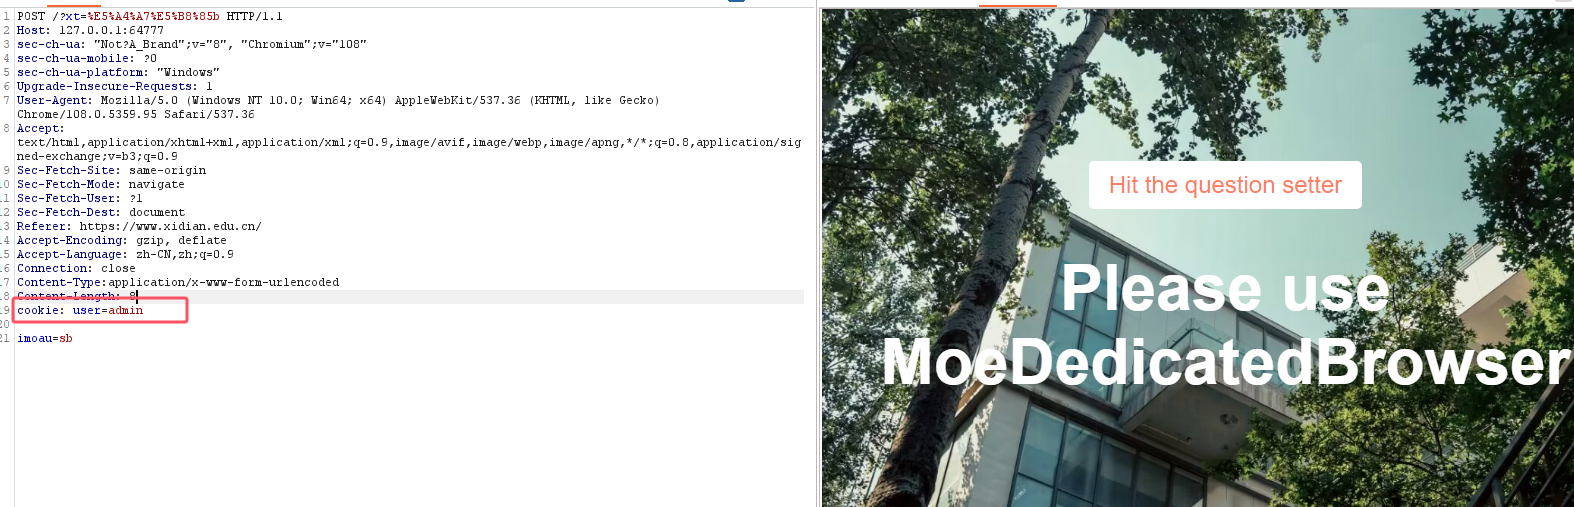 1 POST /?xt=%E5%A4%A7%E5%B8%85b HTTP/1.1
2 Host: 127.0.0.1:64777
3 sec-ch-ua: "Not?A_Brand";v="8", "Chromium";v="108"
4 sec-ch-ua-mobile: ?0
5 sec-ch-ua-platform: "Windows"
6 Upgrade-Insecure-Requests: 1
7 User-Agent: Mozilla/5.0 (Windows NT 10.0; Win64; x64) AppleWebKit/537.36 (KHTML, like Gecko)
Chrome/108.0.5359.95 Safari/537.36
8 Accept:
text/html,application/xhtml+xml,application/xml;q=0.9,image/avif,image/webp,image/apng,*/*;q=0.8,application/sig
ned-exchange;v=b3;q=0.9
9 Sec-Fetch-Site: same-origin
10 Sec-Fetch-Mode: navigate
11 Sec-Fetch-User: ?1
12 Sec-Fetch-Dest: document
13 Referer: https://www.xidian.edu.cn/
14 Accept-Encoding: gzip, deflate
15 Accept-Language: zh-CN,zh;q=0.9
16 Connection: close
17 Content-Type:application/x-www-form-urlencoded
18 Content-Length: 8
19 cookie: user=admin
20
21 imoau=sb
Hit the question setter
Please use
MoeDedicatedBrowser